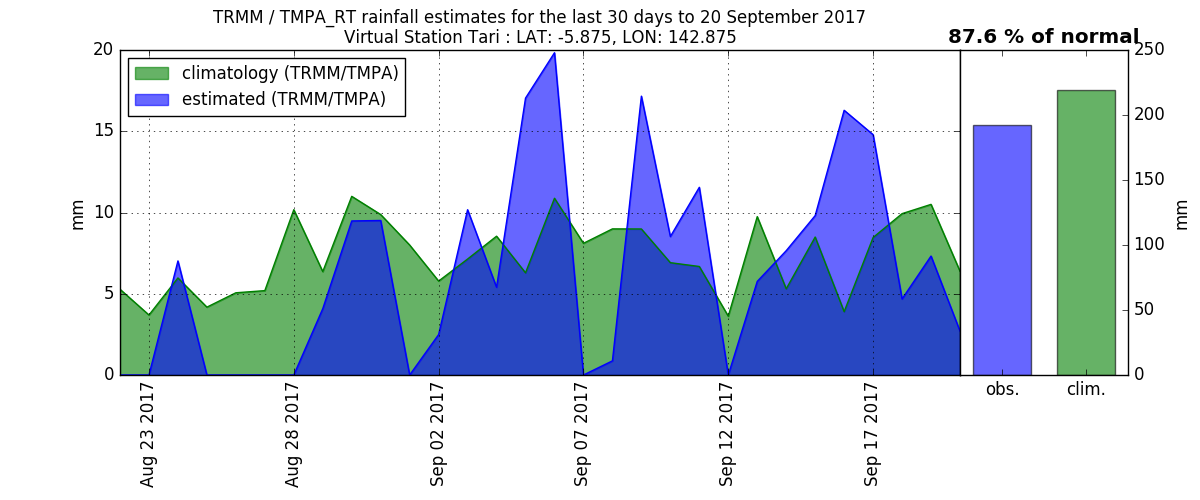 TRMM / TMPA_RT rainfall estimates for the last 30 days to 20 September 2017
Virtual Station Tari : LAT: -5.875, LON: 142.875
87.6 % of normal
climatology (TRMM/TMPA)
estimated (TRMM/TMPA)
20
15
10
5
0
mm
250
200
150
100
50
0
mm
Aug 23 2017
Aug 28 2017
Sep 02 2017
Sep 07 2017
Sep 12 2017
Sep 17 2017
obs.
clim.